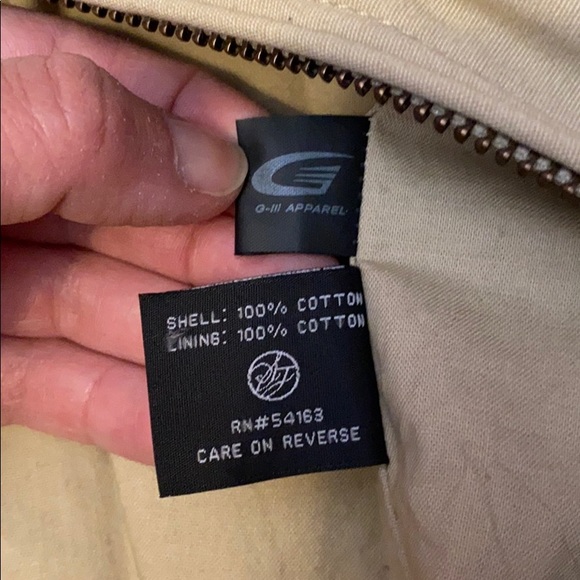 G-III APPAREL
SHELL: 100% COTTON
LINING: 100% COTTON
RN#54163
CARE ON REVERSE